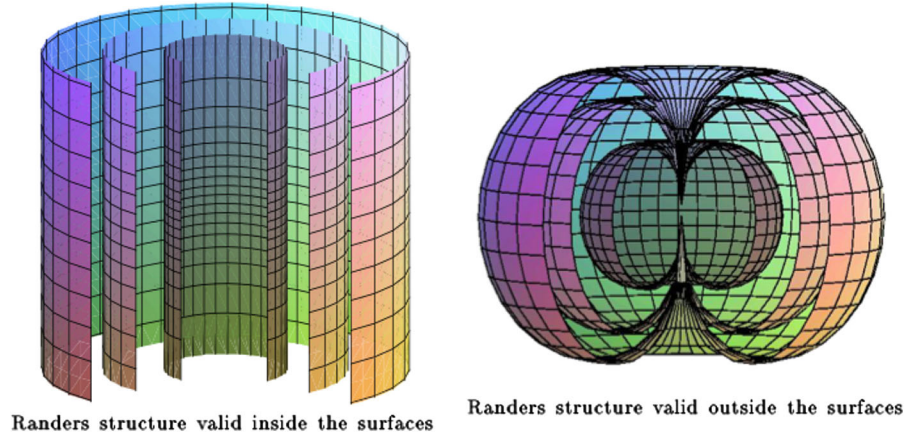 Randers structure valid inside the surfaces
Randers structure valid outside the surfaces